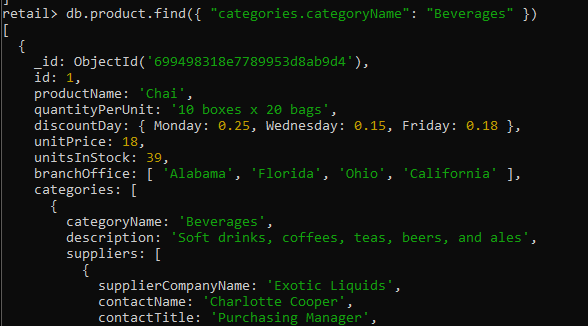 ]
retail> db.product.find({ "categories.categoryName": "Beverages" })
[
  {
    _id: ObjectId('699498318e7789953d8ab9d4'),
    id: 1,
    productName: 'Chai',
    quantityPerUnit: '10 boxes x 20 bags',
    discountDay: { Monday: 0.25, Wednesday: 0.15, Friday: 0.18 },
    unitPrice: 18,
    unitsInStock: 39,
    branchOffice: [ 'Alabama', 'Florida', 'Ohio', 'California' ],
    categories: [
      {
        categoryName: 'Beverages',
        description: 'Soft drinks, coffees, teas, beers, and ales',
        suppliers: [
          {
            supplierCompanyName: 'Exotic Liquids',
            contactName: 'Charlotte Cooper',
            contactTitle: 'Purchasing Manager',